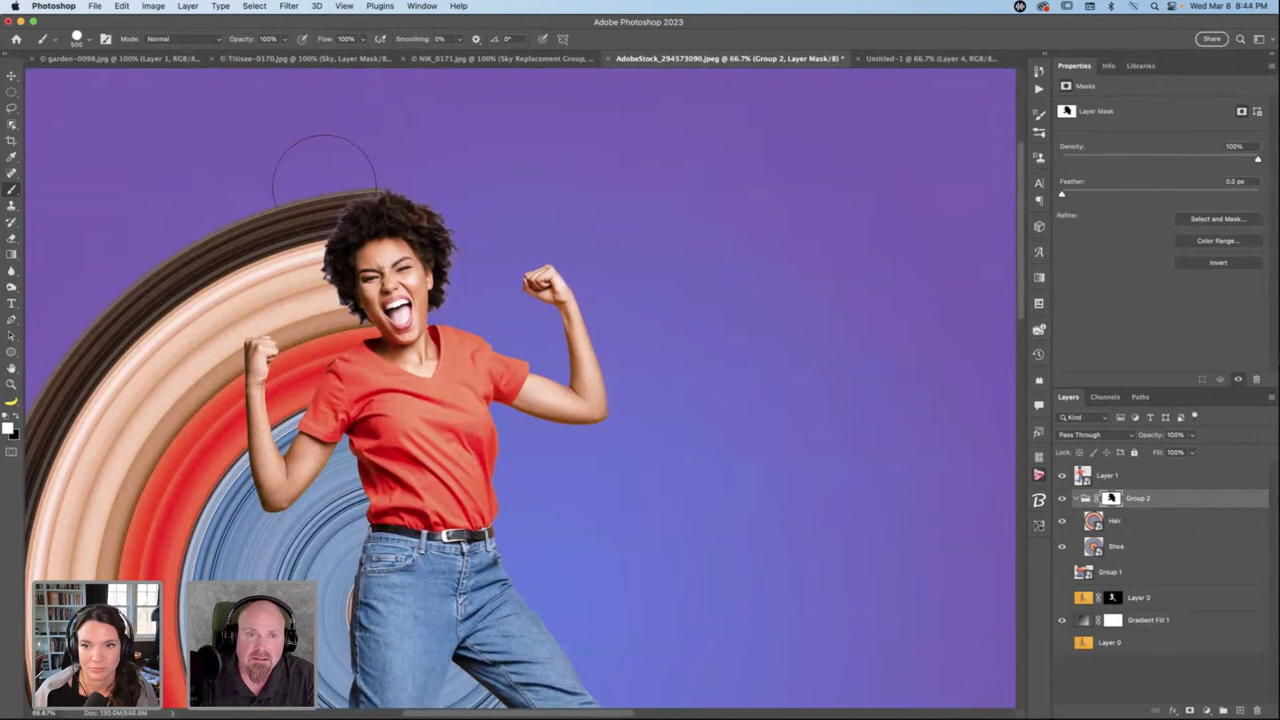 Photoshop File Edit Image Layer Type Select Filter 3D View Plugins Window Help Wed Mar 8 8:44 PM
Adobe Photoshop 2023
500 Mode: Normal Opacity: 100% Flow: 100% Smoothing: 0% 0° Share
© garden-0098.jpg @ 100% (Layer 1, RGB/8... © Titisee-0170.jpg @ 100% (Sky, Layer Mask/8... © NIK_0171.jpg @ 100% (Sky Replacement Group, ... AdobeStock_294573090.jpeg @ 66.7% (Group 2, Layer Mask/8) * Untitled-1 @ 66.7% (Layer 4, RGB/8...
Properties Info Libraries
Masks
Layer Mask
Density: 100%
Feather: 0.0 px
Refine: Select and Mask...
Color Range...
Invert
Layers Channels Paths
Kind
Pass Through Opacity: 100%
Lock: Fill: 100%
Layer 1
Group 2
Hair
Shoe
Group 1
Layer 0
Gradient Fill 1
Layer 0
66.67% Doc: 130.0M/540.9M